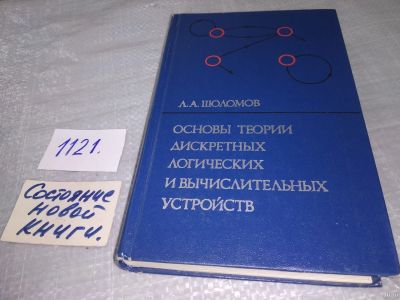 Л.А. ШОЛОМОВ
ОСНОВЫ ТЕОРИИ
ДИСКРЕТНЫХ
ЛОГИЧЕСКИХ
И ВЫЧИСЛИТЕЛЬНЫХ
УСТРОЙСТВ
1121.
Состояние
новой
книги.